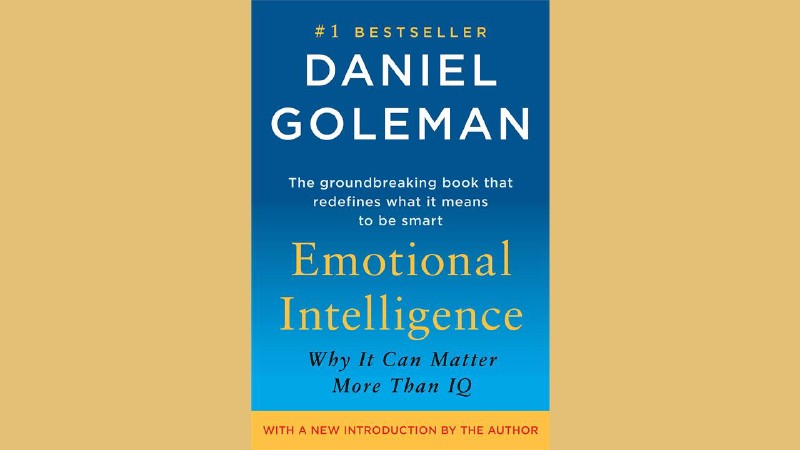 #1 BESTSELLER
DANIEL
GOLEMAN
The groundbreaking book that
redefines what it means
to be smart
Emotional
Intelligence
Why It Can Matter
More Than IQ
WITH A NEW INTRODUCTION BY THE AUTHOR